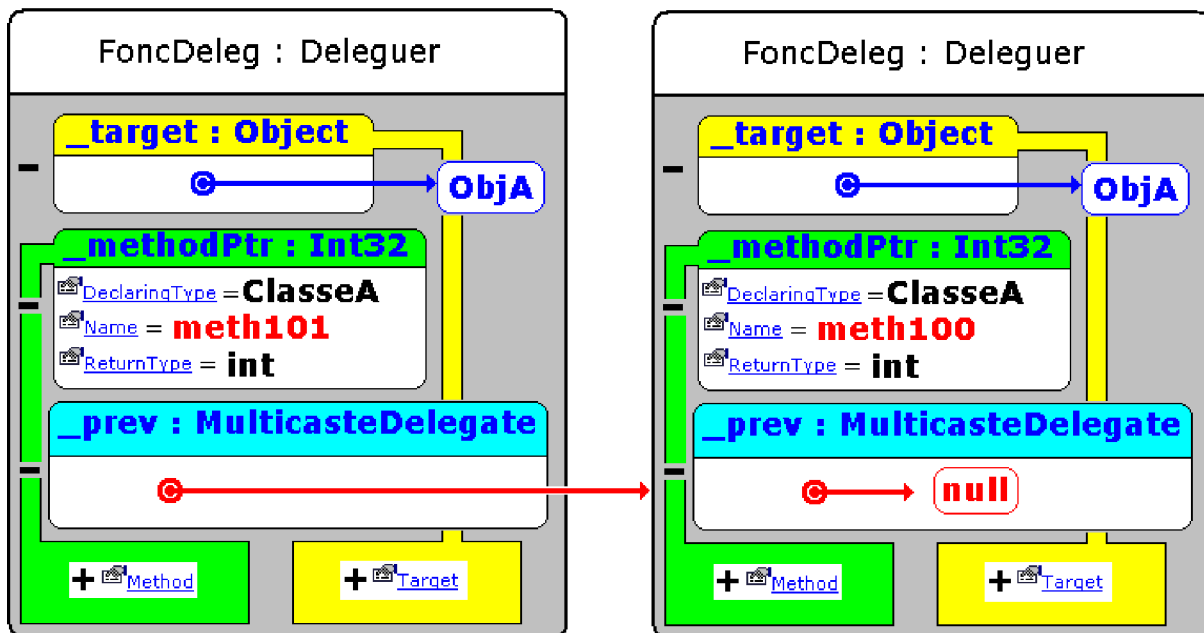 FoncDeleg : Deleguer
_target : Object
ObjA
_methodPtr : Int32
DeclaringType = ClasseA
Name = meth101
ReturnType = int
_prev : MulticasteDelegate
+ Method
+ Target
FoncDeleg : Deleguer
_target : Object
ObjA
_methodPtr : Int32
DeclaringType = ClasseA
Name = meth100
ReturnType = int
_prev : MulticasteDelegate
null
+ Method
+ Target